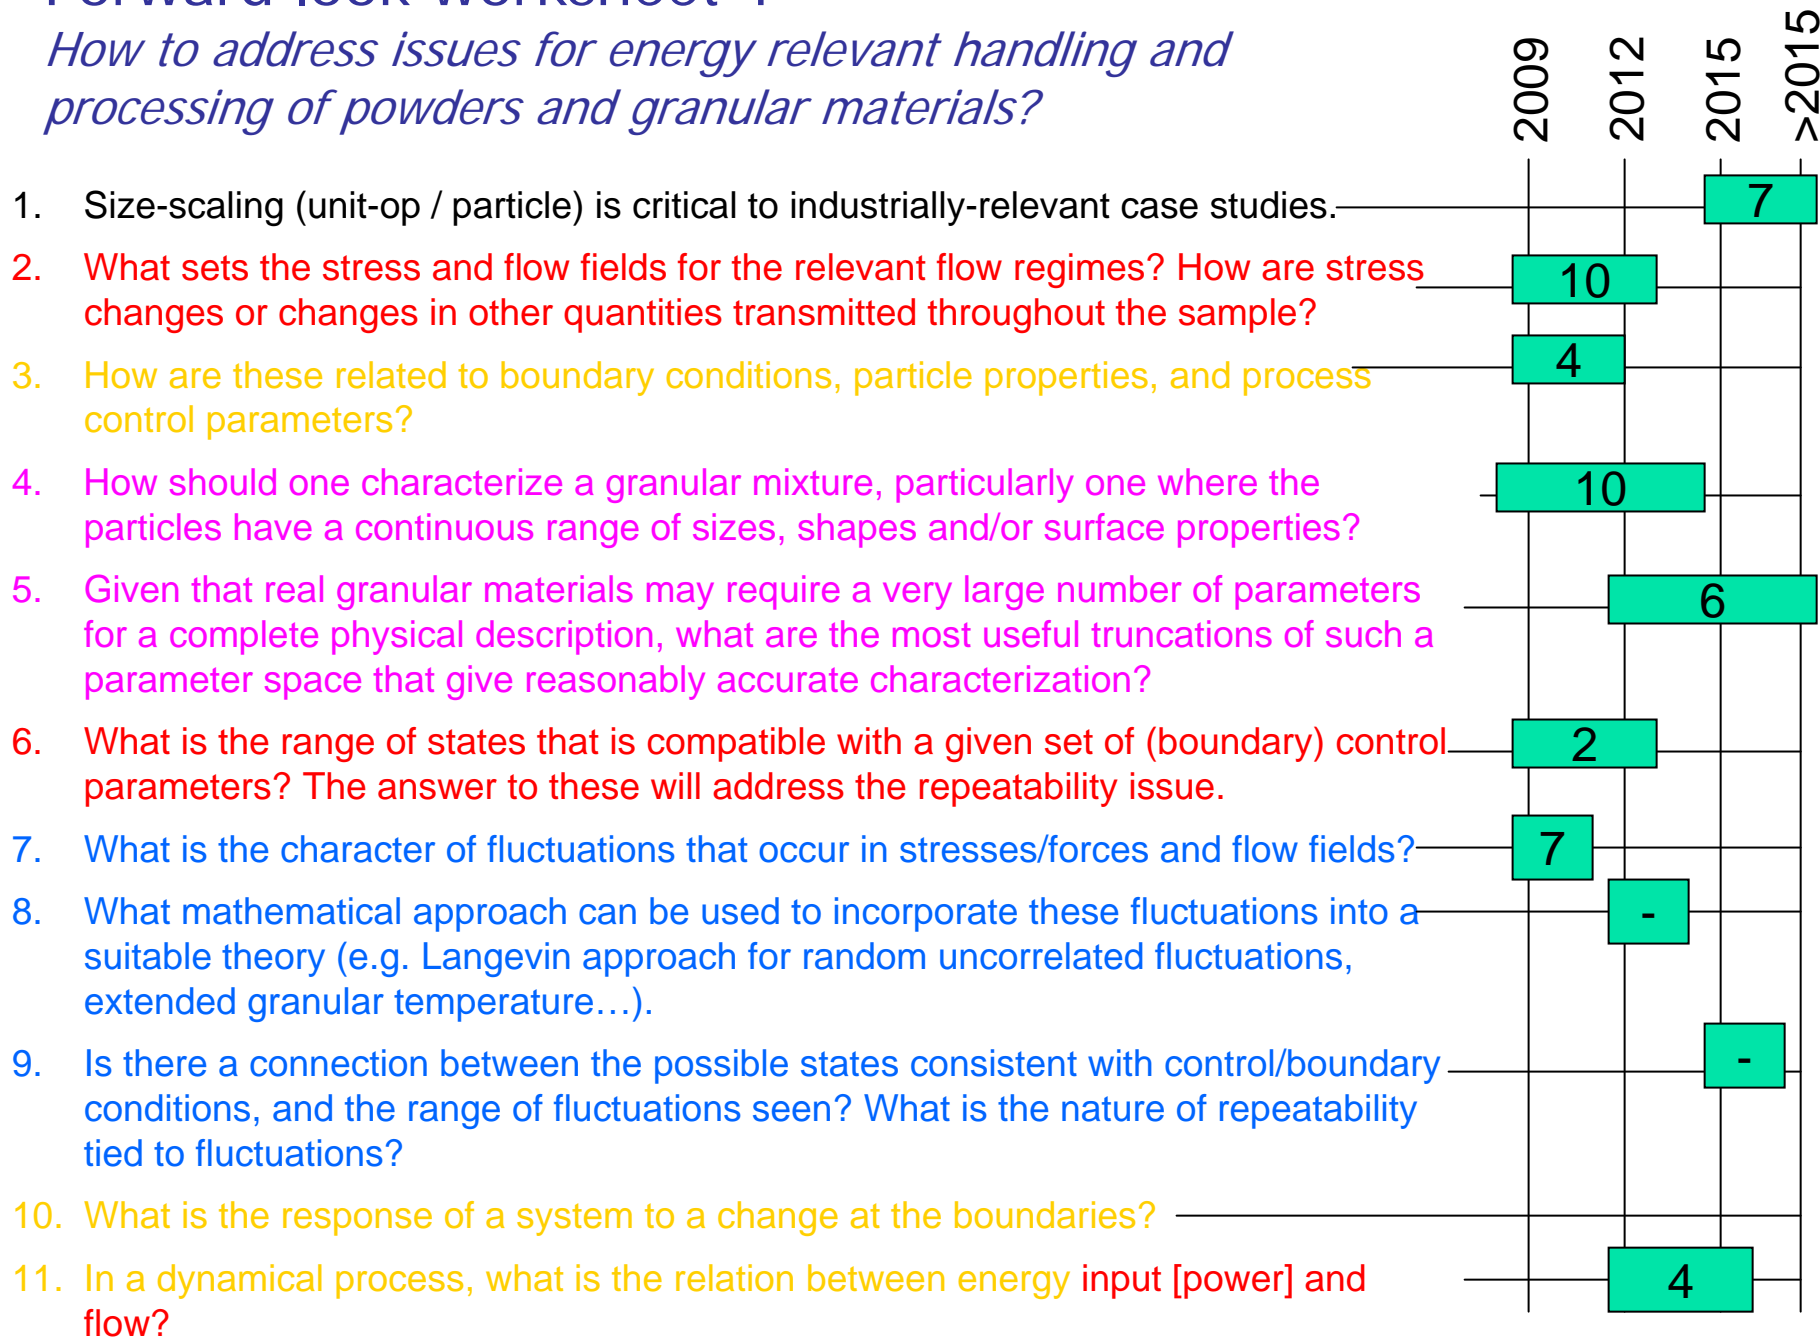 How to address issues for energy relevant handling and
processing of powders and granular materials?
2009
2012
2015
>2015
1. Size-scaling (unit-op / particle) is critical to industrially-relevant case studies.
7
2. What sets the stress and flow fields for the relevant flow regimes? How are stress
changes or changes in other quantities transmitted throughout the sample?
10
3. How are these related to boundary conditions, particle properties, and process
control parameters?
4
4. How should one characterize a granular mixture, particularly one where the
particles have a continuous range of sizes, shapes and/or surface properties?
10
5. Given that real granular materials may require a very large number of parameters
for a complete physical description, what are the most useful truncations of such a
parameter space that give reasonably accurate characterization?
6
6. What is the range of states that is compatible with a given set of (boundary) control
parameters? The answer to these will address the repeatability issue.
2
7. What is the character of fluctuations that occur in stresses/forces and flow fields?
7
8. What mathematical approach can be used to incorporate these fluctuations into a
suitable theory (e.g. Langevin approach for random uncorrelated fluctuations,
extended granular temperature…).
-
9. Is there a connection between the possible states consistent with control/boundary
conditions, and the range of fluctuations seen? What is the nature of repeatability
tied to fluctuations?
-
10. What is the response of a system to a change at the boundaries?
11. In a dynamical process, what is the relation between energy input [power] and
flow?
4